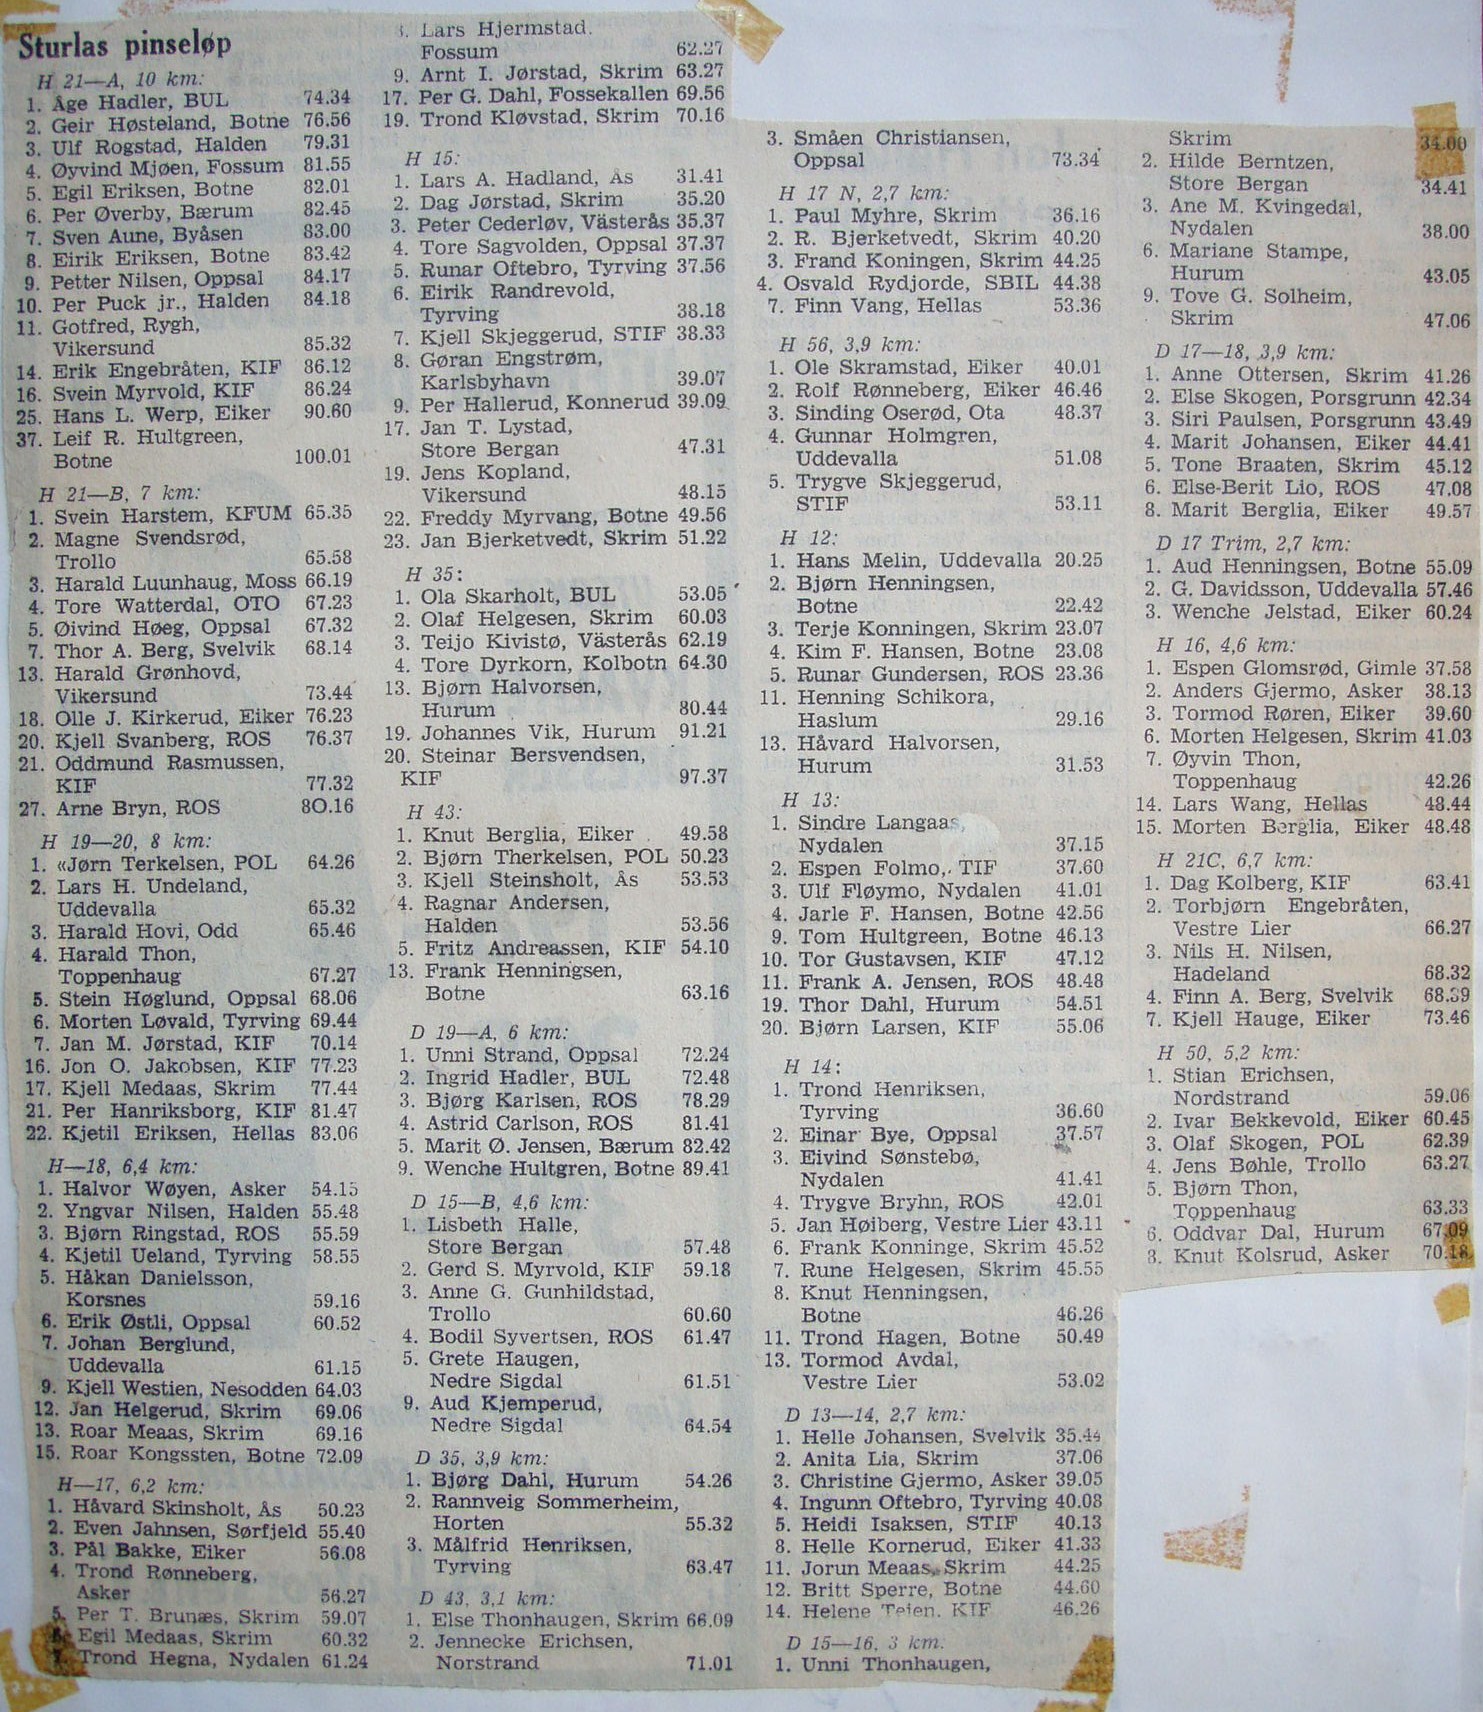 Sturlas pinseløp
H 21—A, 10 km:
1. Åge Hadler, BUL 74.34
2. Geir Høsteland, Botne 76.56
3. Ulf Rogstad, Halden 79.31
4. Øyvind Mjøen, Fossum 81.55
5. Egil Eriksen, Botne 82.01
6. Per Øverby, Bærum 82.45
7. Sven Aune, Byåsen 83.00
8. Eirik Eriksen, Botne 83.42
9. Petter Nilsen, Oppsal 84.17
10. Per Puck jr., Halden 84.18
11. Gotfred, Rygh,
Vikersund 85.32
14. Erik Engebråten, KIF 86.12
16. Svein Myrvold, KIF 86.24
25. Hans L. Werp, Eiker 90.60
37. Leif R. Hultgreen,
Botne 100.01
H 21—B, 7 km:
1. Svein Harstem, KFUM 65.35
2. Magne Svendsrød,
Trollo 65.58
3. Harald Luunhaug, Moss 66.19
4. Tore Watterdal, OTO 67.23
5. Øivind Høeg, Oppsal 67.32
7. Thor A. Berg, Svelvik 68.14
13. Harald Grønhovd,
Vikersund 73.44
18. Olle J. Kirkerud, Eiker 76.23
20. Kjell Svanberg, ROS 76.37
21. Oddmund Rasmussen,
KIF 77.32
27. Arne Bryn, ROS 8O.16
H 19—20, 8 km:
1. «Jørn Terkelsen, POL 64.26
2. Lars H. Undeland,
Uddevalla 65.32
3. Harald Hovi, Odd 65.46
4. Harald Thon,
Toppenhaug 67.27
5. Stein Høglund, Oppsal 68.06
6. Morten Løvald, Tyrving 69.44
7. Jan M. Jørstad, KIF 70.14
16. Jon O. Jakobsen, KIF 77.23
17. Kjell Medaas, Skrim 77.44
21. Per Hanriksborg, KIF 81.47
22. Kjetil Eriksen, Hellas 83.06
H—18, 6,4 km:
1. Halvor Wøyen, Asker 54.15
2. Yngvar Nilsen, Halden 55.48
3. Bjørn Ringstad, ROS 55.59
4. Kjetil Ueland, Tyrving 58.55
5. Håkan Danielsson,
Korsnes 59.16
6. Erik Østli, Oppsal 60.52
7. Johan Berglund,
Uddevalla 61.15
9. Kjell Westien, Nesodden 64.03
12. Jan Helgerud, Skrim 69.06
13. Roar Meaas, Skrim 69.16
15. Roar Kongssten, Botne 72.09
H—17, 6,2 km:
1. Håvard Skinsholt, Ås 50.23
2. Even Jahnsen, Sørfjeld 55.40
3. Pål Bakke, Eiker 56.08
4. Trond Rønneberg,
Asker 56.27
5. Per T. Brunæs, Skrim 59.07
Egil Medaas, Skrim 60.32
Trond Hegna, Nydalen 61.24
Lars Hjermstad.
Fossum 62.27
9. Arnt I. Jørstad, Skrim 63.27
17. Per G. Dahl, Fossekallen 69.56
19. Trond Kløvstad, Skrim 70.16
H 15:
1. Lars A. Hadland, Ås 31.41
2. Dag Jørstad, Skrim 35.20
3. Peter Cederløv, Västerås 35.37
4. Tore Sagvolden, Oppsal 37.37
5. Runar Oftebro, Tyrving 37.56
6. Eirik Randrevold,
Tyrving 38.18
7. Kjell Skjeggerud, STIF 38.33
8. Gøran Engstrøm,
Karlsbyhavn 39.07
9. Per Hallerud, Konnerud 39.09
17. Jan T. Lystad,
Store Bergan 47.31
19. Jens Kopland,
Vikersund 48.15
22. Freddy Myrvang, Botne 49.56
23. Jan Bjerketvedt, Skrim 51.22
H 35:
1. Ola Skarholt, BUL 53.05
2. Olaf Helgesen, Skrim 60.03
3. Teijo Kivistø, Västerås 62.19
4. Tore Dyrkorn, Kolbotn 64.30
13. Bjørn Halvorsen,
Hurum 80.44
19. Johannes Vik, Hurum 91.21
20. Steinar Bersvendsen,
KIF 97.37
H 43:
1. Knut Berglia, Eiker 49.58
2. Bjørn Therkelsen, POL 50.23
3. Kjell Steinsholt, Ås 53.53
4. Ragnar Andersen,
Halden 53.56
5. Fritz Andreassen, KIF 54.10
13. Frank Henningsen,
Botne 63.16
D 19—A, 6 km:
1. Unni Strand, Oppsal 72.24
2. Ingrid Hadler, BUL 72.48
3. Bjørg Karlsen, ROS 78.29
4. Astrid Carlson, ROS 81.41
5. Marit Ø. Jensen, Bærum 82.42
9. Wenche Hultgren, Botne 89.41
D 15—B, 4,6 km:
1. Lisbeth Halle,
Store Bergan 57.48
2. Gerd S. Myrvold, KIF 59.18
3. Anne G. Gunhildstad,
Trollo 60.60
4. Bodil Syvertsen, ROS 61.47
5. Grete Haugen,
Nedre Sigdal 61.51
9. Aud Kjemperud,
Nedre Sigdal 64.54
D 35, 3,9 km:
1. Bjørg Dahl, Hurum 54.26
2. Rannveig Sommerheim,
Horten 55.32
3. Målfrid Henriksen,
Tyrving 63.47
D 43, 3,1 km:
1. Else Thonhaugen, Skrim 66.09
2. Jennecke Erichsen,
Norstrand 71.01
3. Småen Christiansen,
Oppsal 73.34
H 17 N, 2,7 km:
1. Paul Myhre, Skrim 36.16
2. R. Bjerketvedt, Skrim 40.20
3. Frand Koningen, Skrim 44.25
4. Osvald Rydjorde, SBIL 44.38
7. Finn Vang, Hellas 53.36
H 56, 3,9 km:
1. Ole Skramstad, Eiker 40.01
2. Rolf Rønneberg, Eiker 46.46
3. Sinding Oserød, Ota 48.37
4. Gunnar Holmgren,
Uddevalla 51.08
5. Trygve Skjeggerud,
STIF 53.11
H 12:
1. Hans Melin, Uddevalla 20.25
2. Bjørn Henningsen,
Botne 22.42
3. Terje Konningen, Skrim 23.07
4. Kim F. Hansen, Botne 23.08
5. Runar Gundersen, ROS 23.36
11. Henning Schikora,
Haslum 29.16
13. Håvard Halvorsen,
Hurum 31.53
H 13:
1. Sindre Langaas,
Nydalen 37.15
2. Espen Folmo, TIF 37.60
3. Ulf Fløymo, Nydalen 41.01
4. Jarle F. Hansen, Botne 42.56
9. Tom Hultgreen, Botne 46.13
10. Tor Gustavsen, KIF 47.12
11. Frank A. Jensen, ROS 48.48
19. Thor Dahl, Hurum 54.51
20. Bjørn Larsen, KIF 55.06
H 14:
1. Trond Henriksen,
Tyrving 36.60
2. Einar Bye, Oppsal 37.57
3. Eivind Sønstebø,
Nydalen 41.41
4. Trygve Bryhn, ROS 42.01
5. Jan Høiberg, Vestre Lier 43.11
6. Frank Konninge, Skrim 45.52
7. Rune Helgesen, Skrim 45.55
8. Knut Henningsen,
Botne 46.26
11. Trond Hagen, Botne 50.49
13. Tormod Avdal,
Vestre Lier 53.02
D 13—14, 2,7 km:
1. Helle Johansen, Svelvik 35.44
2. Anita Lia, Skrim 37.06
3. Christine Gjermo, Asker 39.05
4. Ingunn Oftebro, Tyrving 40.08
5. Heidi Isaksen, STIF 40.13
8. Helle Kornerud, Eiker 41.33
11. Jorun Meaas, Skrim 44.25
12. Britt Sperre, Botne 44.60
14. Helene Teien. KIF 46.26
D 15—16, 3 km:
1. Unni Thonhaugen,
Skrim 34.00
2. Hilde Berntzen,
Store Bergan 34.41
3. Ane M. Kvingedal,
Nydalen 38.00
6. Mariane Stampe,
Hurum 43.05
9. Tove G. Solheim,
Skrim 47.06
D 17—18, 3,9 km:
1. Anne Ottersen, Skrim 41.26
2. Else Skogen, Porsgrunn 42.34
3. Siri Paulsen, Porsgrunn 43.49
4. Marit Johansen, Eiker 44.41
5. Tone Braaten, Skrim 45.12
6. Else-Berit Lio, ROS 47.08
8. Marit Berglia, Eiker 49.57
D 17 Trim, 2,7 km:
1. Aud Henningsen, Botne 55.09
2. G. Davidsson, Uddevalla 57.46
3. Wenche Jelstad, Eiker 60.24
H 16, 4,6 km:
1. Espen Glomsrød, Gimle 37.58
2. Anders Gjermo, Asker 38.13
3. Tormod Røren, Eiker 39.60
6. Morten Helgesen, Skrim 41.03
7. Øyvin Thon,
Toppenhaug 42.26
14. Lars Wang, Hellas 48.44
15. Morten Berglia, Eiker 48.48
H 21C, 6,7 km:
1. Dag Kolberg, KIF 63.41
2. Torbjørn Engebråten,
Vestre Lier 66.27
3. Nils H. Nilsen,
Hadeland 68.32
4. Finn A. Berg, Svelvik 68.39
7. Kjell Hauge, Eiker 73.46
H 50, 5,2 km:
1. Stian Erichsen,
Nordstrand 59.06
2. Ivar Bekkevold, Eiker 60.45
3. Olaf Skogen, POL 62.39
4. Jens Bøhle, Trollo 63.27
5. Bjørn Thon,
Toppenhaug 63.33
6. Oddvar Dal, Hurum 67.09
8. Knut Kolsrud, Asker 70.18